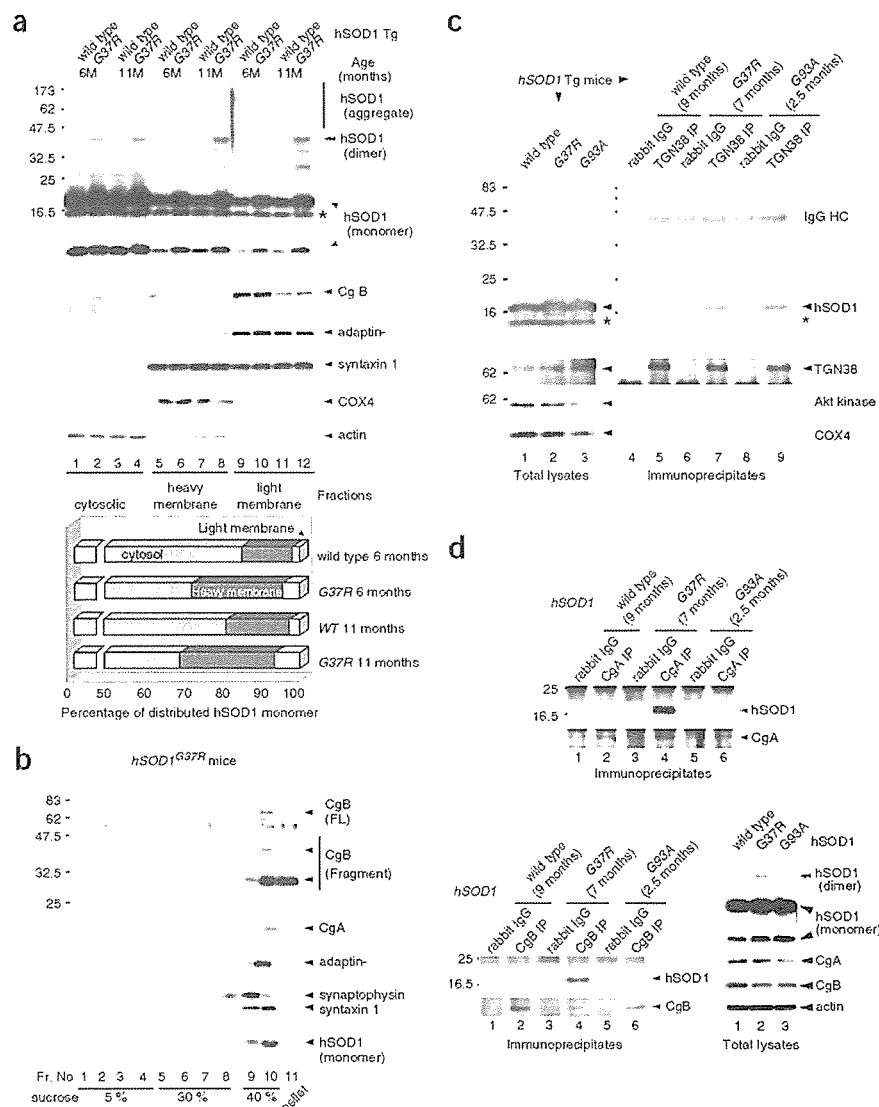 a
wild type
G37R
wild type
G37R
wild type
G37R
wild type
G37R
wild type
G37R
wild type
G37R
hSOD1 Tg
6M 11M 6M 11M 6M 11M
Age
(months)
173
62
47.5
32.5
25
16.5
hSOD1
(aggregate)
hSOD1
(dimer)
*
hSOD1
(monomer)
Cg B
adaptin-
syntaxin 1
COX4
actin
1 2 3 4 5 6 7 8 9 10 11 12
cytosolic
heavy
membrane
light
membrane
Fractions
Light membrane
cytosol
Heavy membrane
wild type 6 months
G37R 6 months
WT 11 months
G37R 11 months
0 50 60 70 80 90 100
Percentage of distributed hSOD1 monomer
b
hSOD1G37R mice
83
62
47.5
32.5
25
CgB
(FL)
CgB
(Fragment)
CgA
adaptin-
synaptophysin
syntaxin 1
hSOD1
(monomer)
Fr. No 1 2 3 4 5 6 7 8 9 10 11
sucrose 5 % 30 % 40 % pellet
c
hSOD1 Tg mice
wild type
(9 months)
G37R
(7 months)
G93A
(2.5 months)
wild type
G37R
G93A
rabbit IgG
TGN38 IP
rabbit IgG
TGN38 IP
rabbit IgG
TGN38 IP
83
47.5
32.5
25
16
62
62
IgG HC
hSOD1
*
*
TGN38
Akt kinase
COX4
1 2 3 4 5 6 7 8 9
Total lysates
Immunoprecipitates
d
hSOD1
wild type
(9 months)
G37R
(7 months)
G93A
(2.5 months)
rabbit IgG
CgA IP
rabbit IgG
CgA IP
rabbit IgG
CgA IP
25
16.5
hSOD1
CgA
1 2 3 4 5 6
Immunoprecipitates
hSOD1
wild type
(9 months)
G37R
(7 months)
G93A
(2.5 months)
rabbit IgG
CgB IP
rabbit IgG
CgB IP
rabbit IgG
CgB IP
25
16.5
hSOD1
CgB
1 2 3 4 5 6
Immunoprecipitates
wild type
G37R
G93A
hSOD1
hSOD1
(dimer)
hSOD1
(monomer)
CgA
CgB
actin
1 2 3
Total lysates